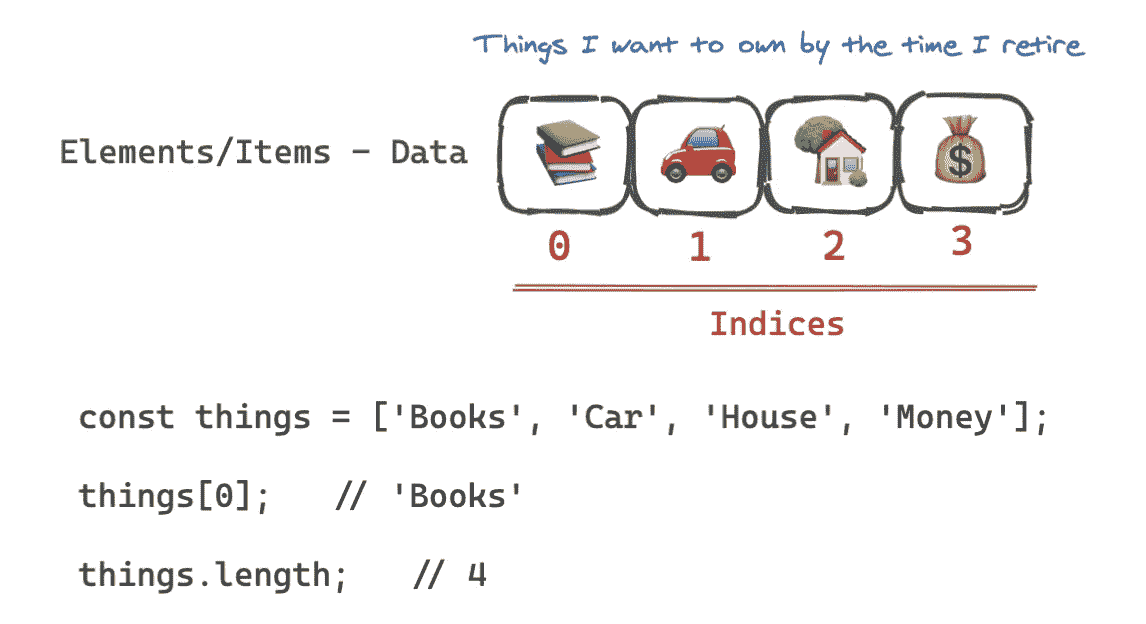 Things I want to own by the time I retire
Elements/Items - Data
$
0 1 2 3
Indices
const things = ['Books', 'Car', 'House', 'Money'];
things[0]; // 'Books'
things.length; // 4